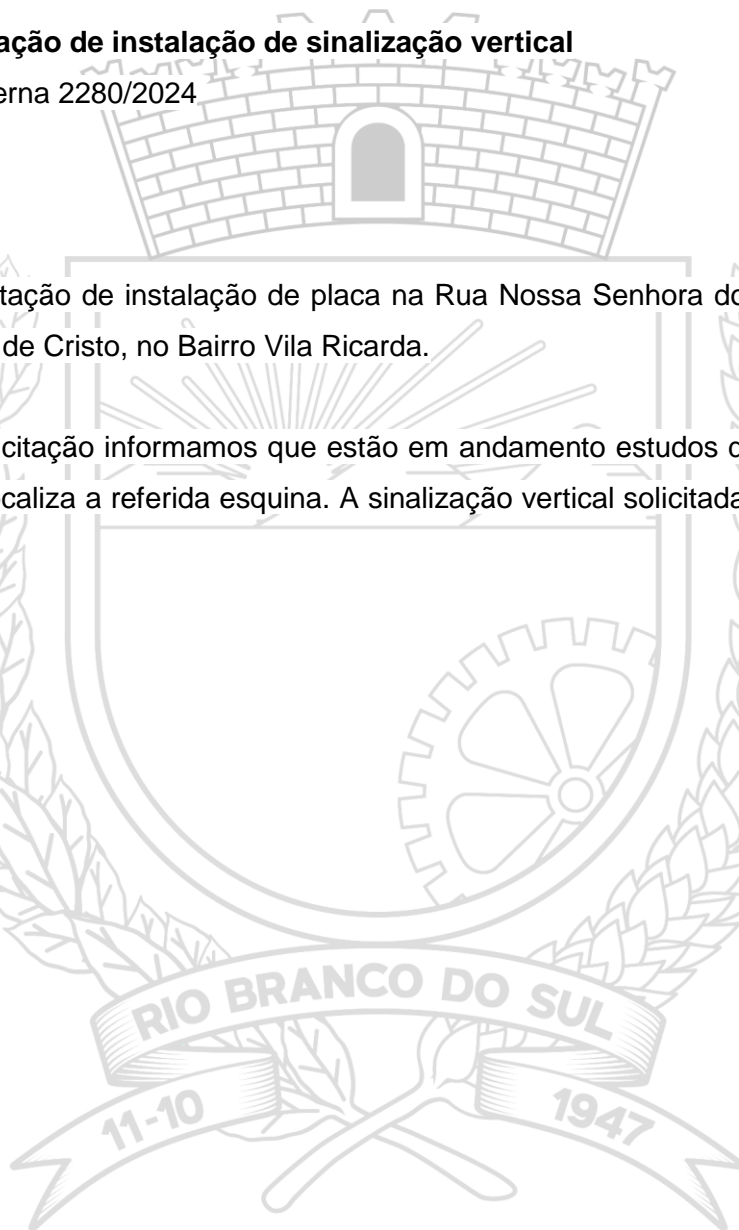 ação de instalação de sinalização vertical
erna 2280/2024
tação de instalação de placa na Rua Nossa Senhora do
de Cristo, no Bairro Vila Ricarda.
citação informamos que estão em andamento estudos
ocaliza a referida esquina. A sinalização vertical solicitada
RIO BRANCO DO SUL
11-10 1947